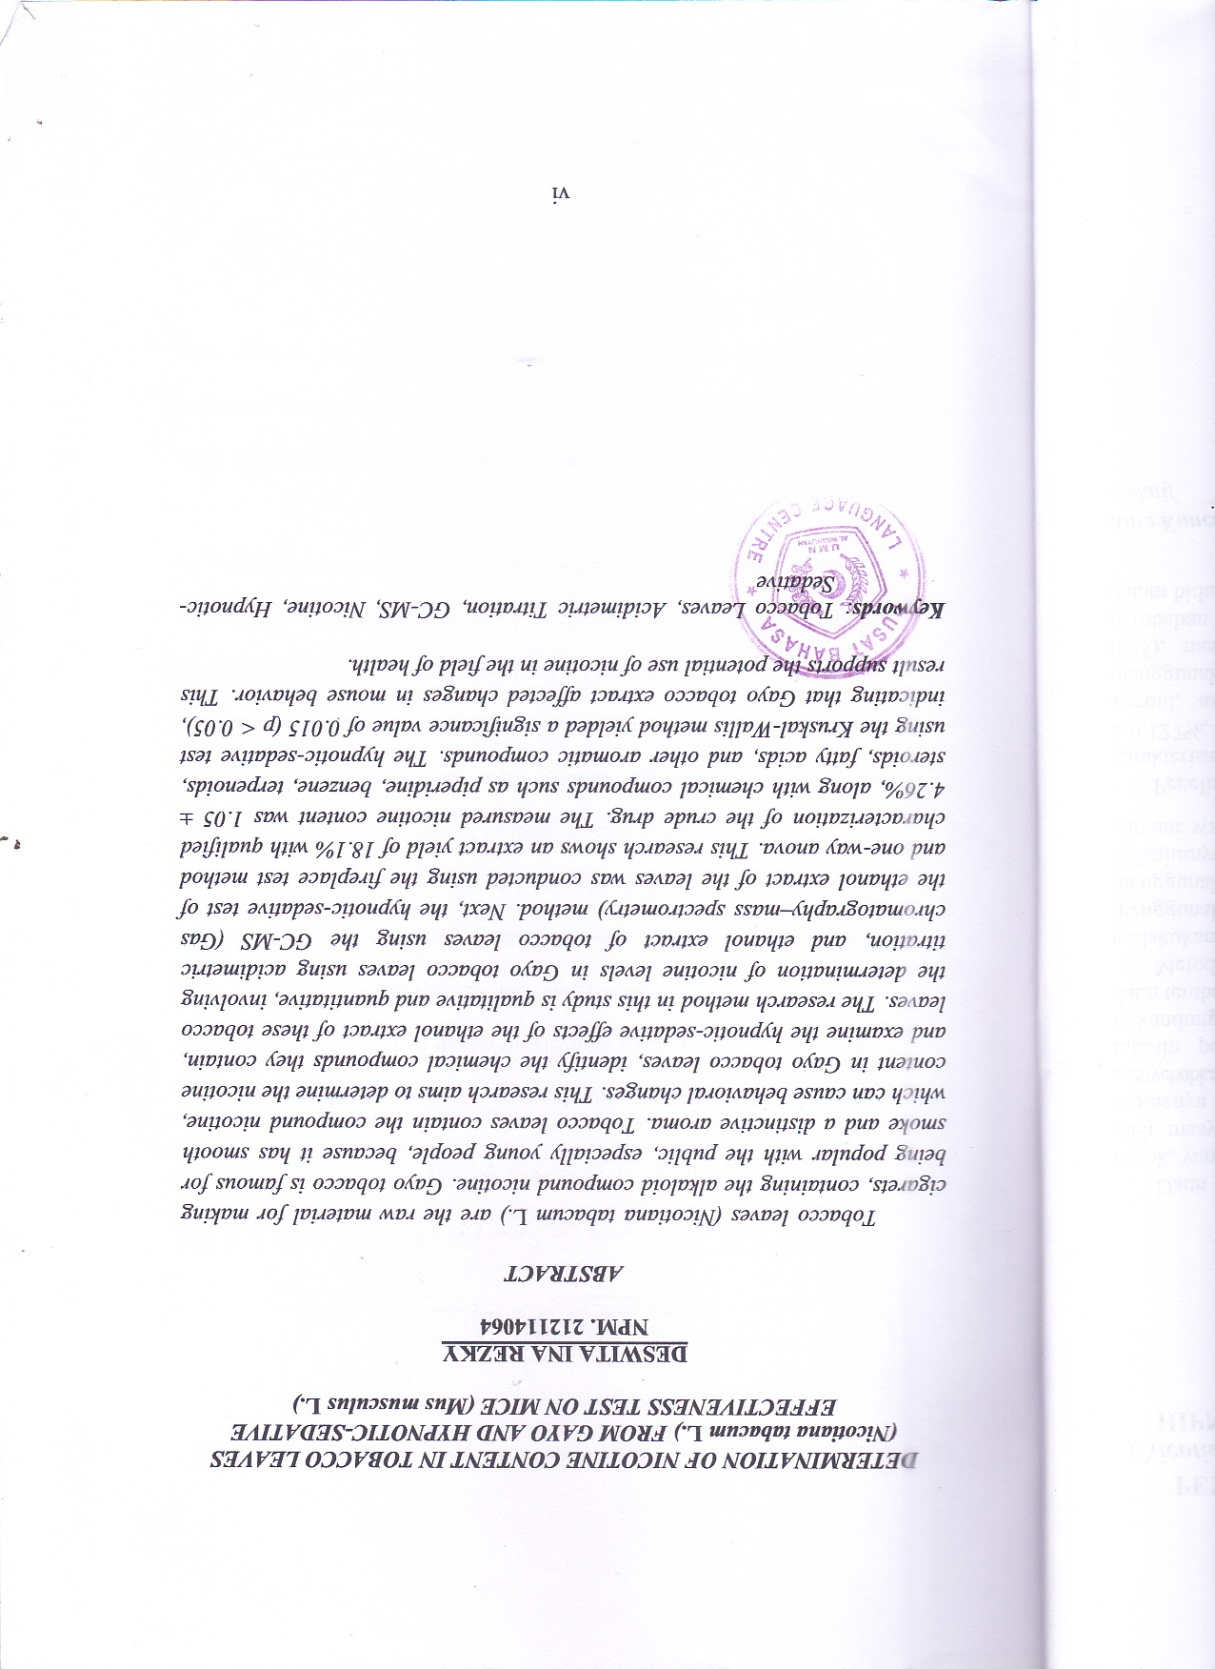 DETERMINATION OF NICOTINE CONTENT IN TOBACCO LEAVES
(Nicotiana tabacum L.) FROM GAYO AND HYPNOTIC-SEDATIVE
EFFECTIVENESS TEST ON MICE (Mus musculus L.)
DESWITA INA REZKY
NPM. 212114064
ABSTRACT
Tobacco leaves (Nicotiana tabacum L.) are the raw material for making
cigarets, containing the alkaloid compound nicotine. Gayo tobacco is famous for
being popular with the public, especially young people, because it has smooth
smoke and a distinctive aroma. Tobacco leaves contain the compound nicotine,
which can cause behavioral changes. This research aims to determine the nicotine
content in Gayo tobacco leaves, identify the chemical compounds they contain,
and examine the hypnotic-sedative effects of the ethanol extract of these tobacco
leaves. The research method in this study is qualitative and quantitative, involving
the determination of nicotine levels in Gayo tobacco leaves using acidimetric
titration, and ethanol extract of tobacco leaves using the GC-MS (Gas
chromatography–mass spectrometry) method. Next, the hypnotic-sedative test of
the ethanol extract of the leaves was conducted using the fireplace test method
and one-way anova. This research shows an extract yield of 18.1% with qualified
characterization of the crude drug. The measured nicotine content was 1.05 ±
4.26%, along with chemical compounds such as piperidine, benzene, terpenoids,
steroids, fatty acids, and other aromatic compounds. The hypnotic-sedative test
using the Kruskal-Wallis method yielded a significance value of 0.015 (p < 0.05),
indicating that Gayo tobacco extract affected changes in mouse behavior. This
result supports the potential use of nicotine in the field of health.
Keywords: Tobacco Leaves, Acidimetric Titration, GC-MS, Nicotine, Hypnotic-
Sedative
PUSAT BAHASA
UMN
AL WASHLIYAH
LANGUAGE CENTRE
vi